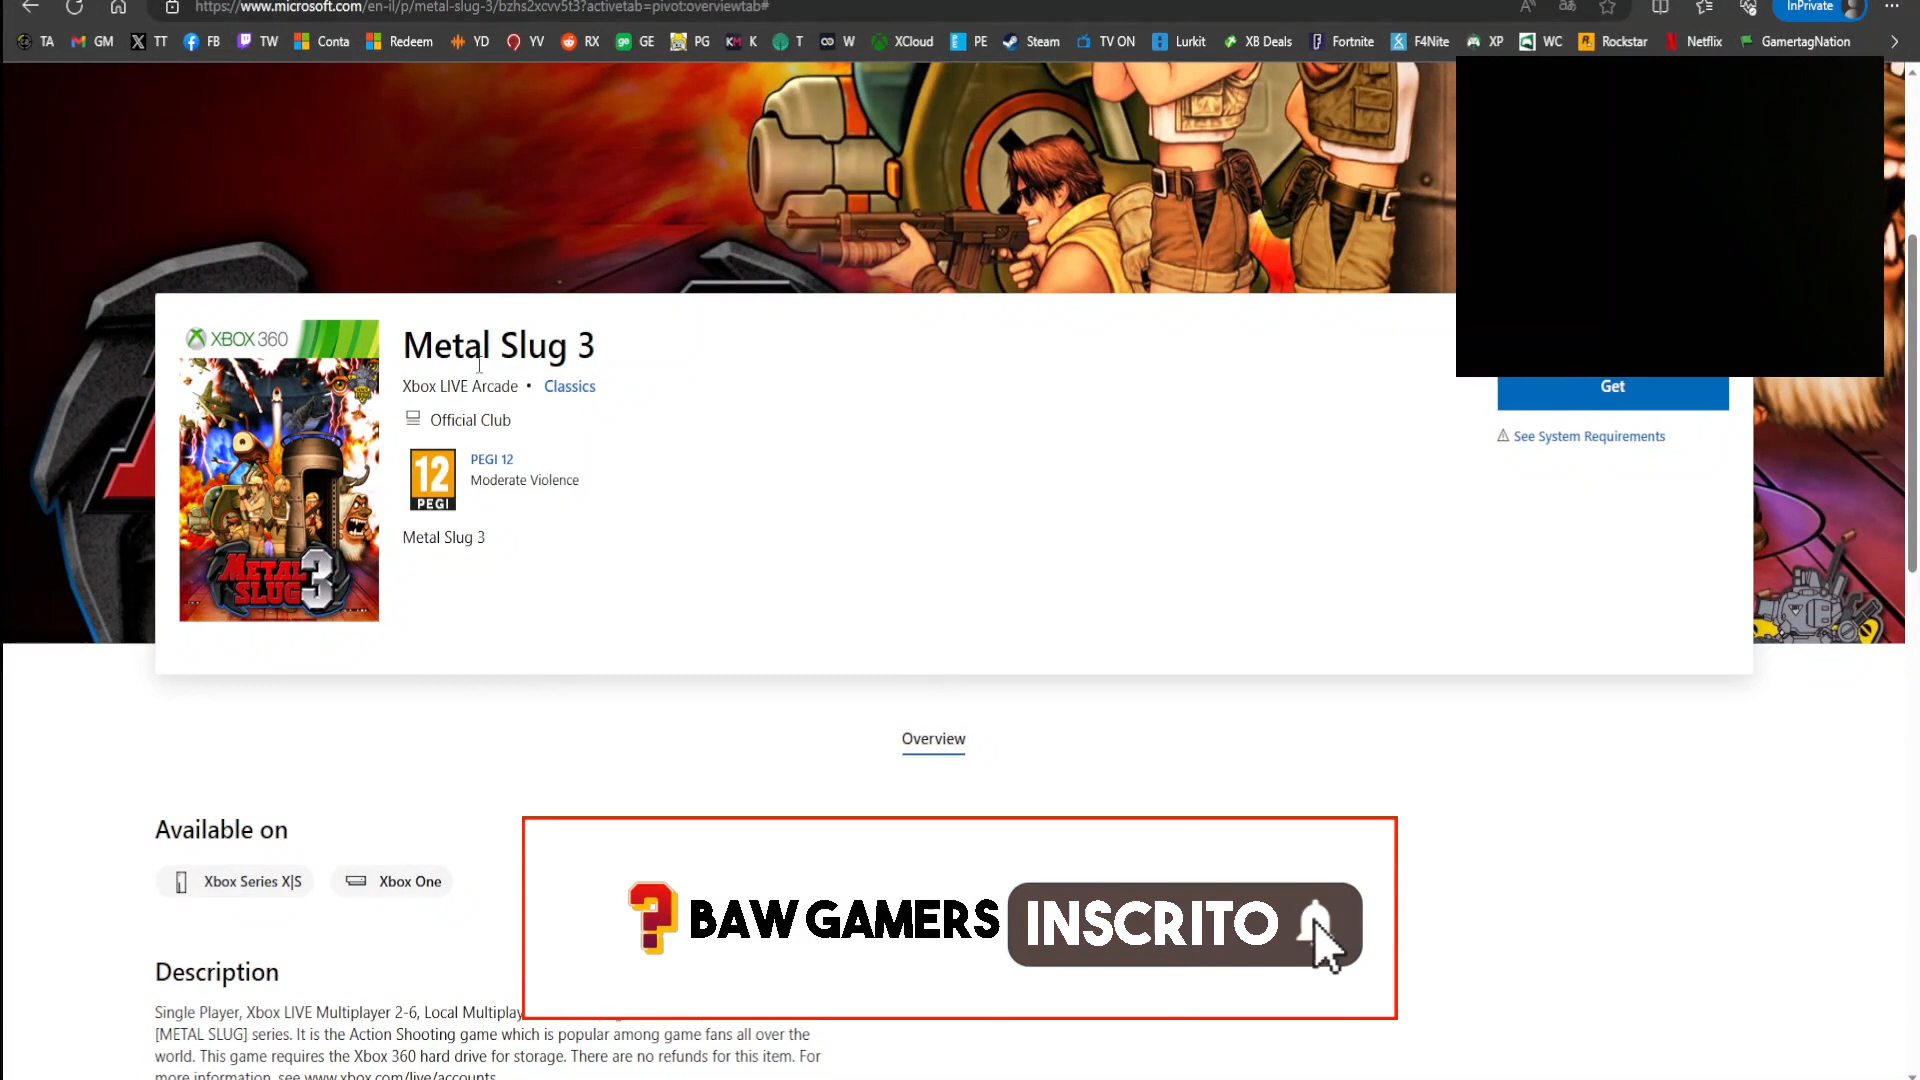 https://www.microsoft.com/en-il/p/metal-slug-3/bzhs2xcvv5t3?activetab=pivot:overviewtab#
InPrivate
TA GM TT FB TW Conta Redeem YD YV RX GE PG K T W XCloud PE Steam TV ON Lurkit XB Deals Fortnite F4Nite XP WC Rockstar Netflix GamertagNation
XBOX 360
METAL
SLUG 3
Metal Slug 3
Xbox LIVE Arcade • Classics
Official Club
12
PEGI
PEGI 12
Moderate Violence
Metal Slug 3
Get
See System Requirements
Overview
Available on
Xbox Series X|S
Xbox One
BAW GAMERS INSCRITO
Description
Single Player, Xbox LIVE Multiplayer 2-6, Local Multiplay
[METAL SLUG] series. It is the Action Shooting game which is popular among game fans all over the
world. This game requires the Xbox 360 hard drive for storage. There are no refunds for this item. For
more information, see www.xbox.com/live/accounts.